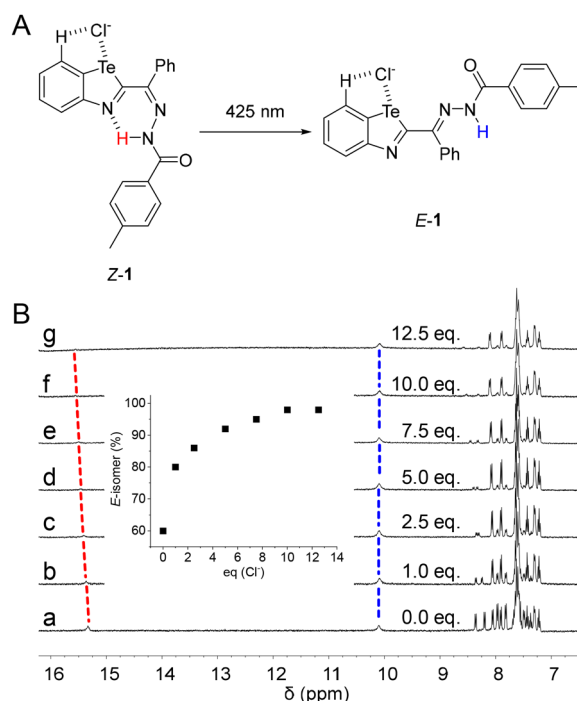 A
H Cl⁻
Te Ph
N N
H N
O
Z-1
425 nm
H Cl⁻
O
Te N N
H
N Ph
E-1
B
g 12.5 eq.
f 10.0 eq.
e 7.5 eq.
d 5.0 eq.
c 2.5 eq.
b 1.0 eq.
a 0.0 eq.
E-isomer (%)
100
90
80
70
60
0 2 4 6 8 10 12 14
eq (Cl⁻)
16 15 14 13 12 11 10 9 8 7
δ (ppm)